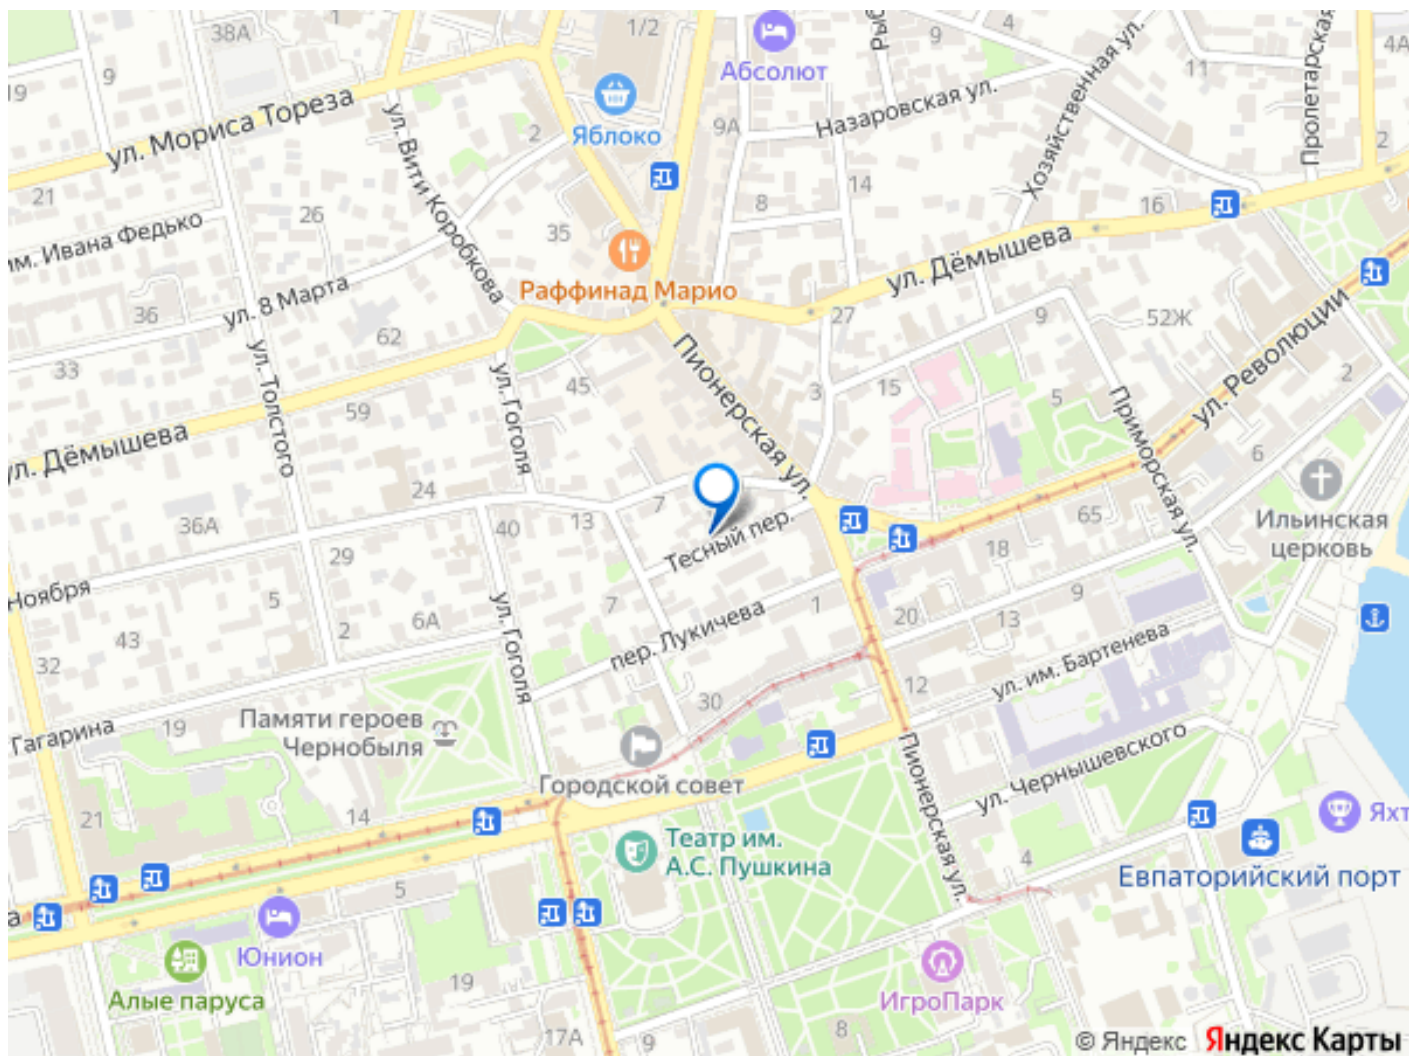 38А
1/2
Абсолют
9
4
11
4А
Пролетарская
Хозяйственная ул.
9
19
ул. Мориса Тореза
ул. Вити Коробкова
2
Яблоко
9А
Назаровская ул.
2
21
26
35
8
14
16
им. Ивана Федько
ул. Дёмышева
Раффинад Марио
ул. 8 Марта
36
62
27
9
52Ж
ул. Революции
33
ул. Толстого
ул. Гоголя
45
Пионерская ул.
3
15
5
Приморская ул.
2
59
ул. Дёмышева
6
24
7
13
36А
40
29
Тесный пер.
65
18
Ильинская
церковь
Ноября
5
43
2
6А
7
пер. Лукичева
1
20
13
9
ул. им. Бартенева
32
ул. Гоголя
30
12
Гагарина
19
Памяти героев
Чернобыля
Городской совет
Пионерская ул.
ул. Чернышевского
21
14
Театр им.
А.С. Пушкина
4
Яхт
Евпаторийский порт
5
а
Юнион
Алые паруса
19
ИгроПарк
17А
9
8
© Яндекс Яндекс Карты